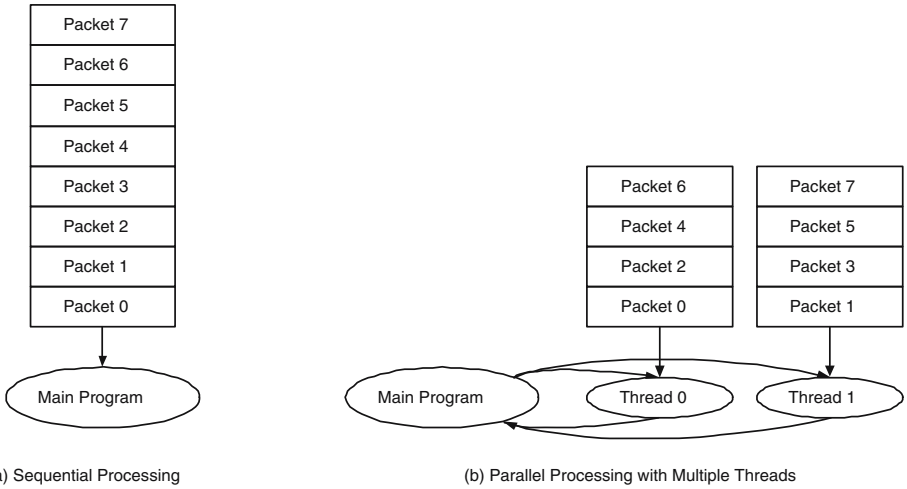 Packet 7
Packet 6
Packet 5
Packet 4
Packet 3
Packet 2
Packet 1
Packet 0
Main Program
) Sequential Processing
Packet 6
Packet 4
Packet 2
Packet 0
Packet 7
Packet 5
Packet 3
Packet 1
Main Program
Thread 0
Thread 1
(b) Parallel Processing with Multiple Threads